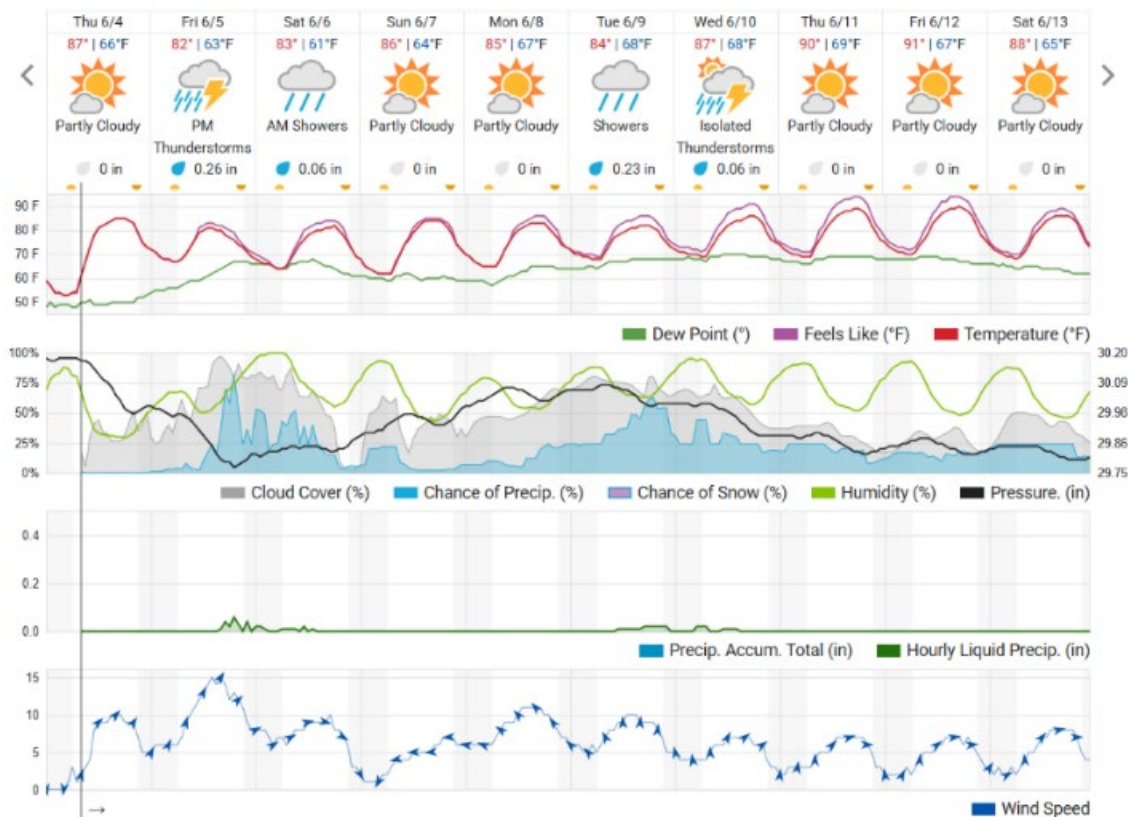 Thu 6/4 Fri 6/5 Sat 6/6 Sun 6/7 Mon 6/8 Tue 6/9 Wed 6/10 Thu 6/11 Fri 6/12 Sat 6/13
87° | 66°F 82° | 63°F 83° | 61°F 86° | 64°F 85° | 67°F 84° | 68°F 87° | 68°F 90° | 69°F 91° | 67°F 88° | 65°F
Partly Cloudy PM AM Showers Partly Cloudy Partly Cloudy Showers Isolated Partly Cloudy Partly Cloudy Partly Cloudy
Thunderstorms Thunderstorms
0 in 0.26 in 0.06 in 0 in 0 in 0.23 in 0.06 in 0 in 0 in 0 in
90 F
80 F
70 F
60 F
50 F
Dew Point (°) Feels Like (°F) Temperature (°F)
100% 30.20
75% 30.09
50% 29.98
25% 29.86
0% 29.75
Cloud Cover (%) Chance of Precip. (%) Chance of Snow (%) Humidity (%) Pressure. (in)
0.4
0.2
0.0
Precip. Accum. Total (in) Hourly Liquid Precip. (in)
15
10
5
0
→
Wind Speed